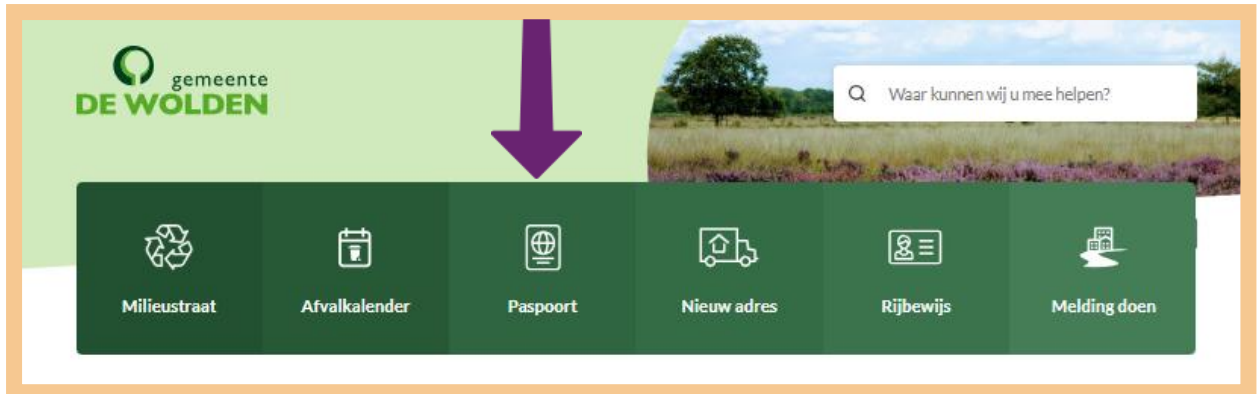 gemeente
DE WOLDEN
Waar kunnen wij u mee helpen?
Milieustraat
Afvalkalender
Paspoort
Nieuw adres
Rijbewijs
Melding doen